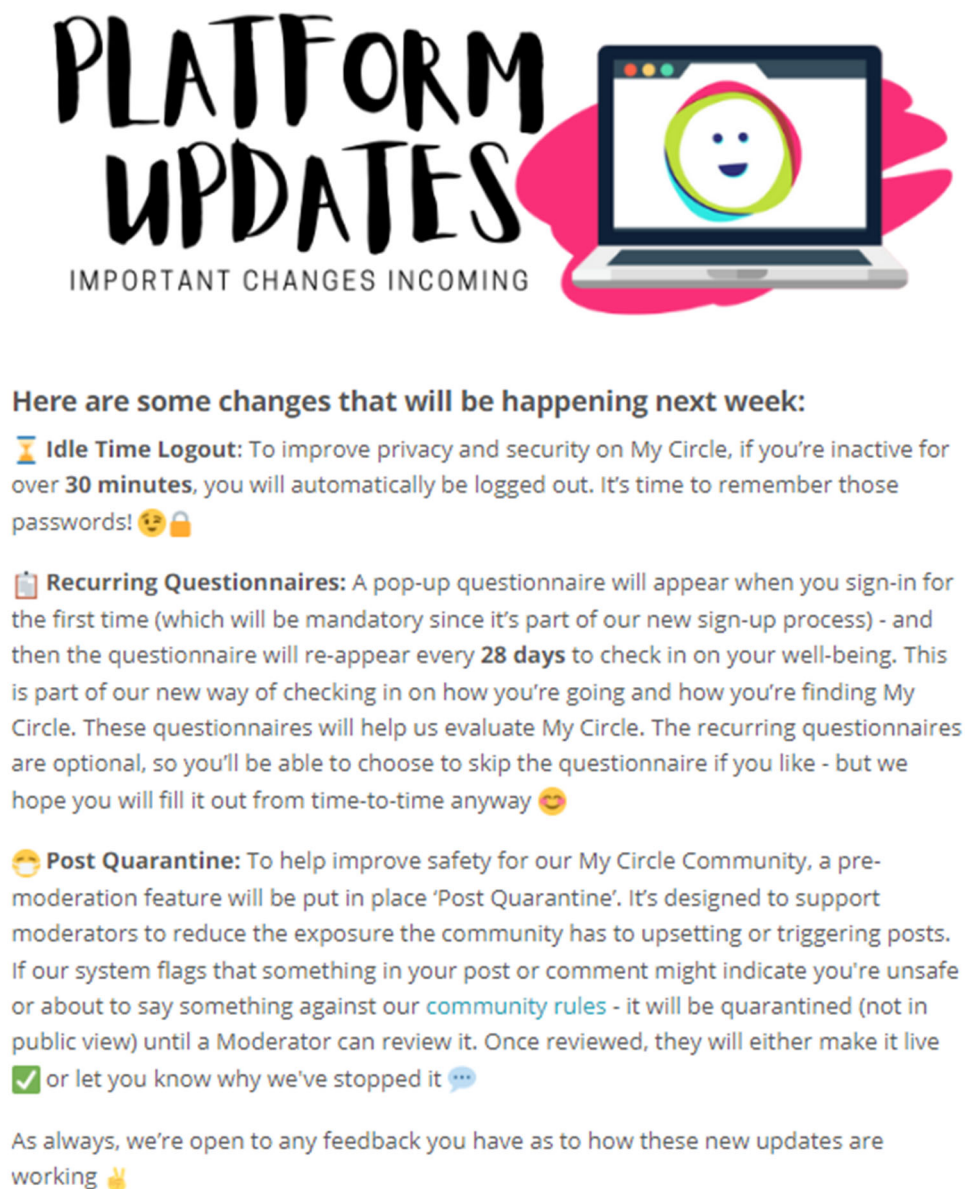 PLATFORM
UPDATES
IMPORTANT CHANGES INCOMING
Here are some changes that will be happening next week:
⏳ Idle Time Logout: To improve privacy and security on My Circle, if you’re inactive for
over 30 minutes, you will automatically be logged out. It’s time to remember those
passwords! 😉🔒
📋 Recurring Questionnaires: A pop-up questionnaire will appear when you sign-in for
the first time (which will be mandatory since it’s part of our new sign-up process) - and
then the questionnaire will re-appear every 28 days to check in on your well-being. This
is part of our new way of checking in on how you’re going and how you’re finding My
Circle. These questionnaires will help us evaluate My Circle. The recurring questionnaires
are optional, so you’ll be able to choose to skip the questionnaire if you like - but we
hope you will fill it out from time-to-time anyway 😊
😷 Post Quarantine: To help improve safety for our My Circle Community, a pre-
moderation feature will be put in place ‘Post Quarantine’. It’s designed to support
moderators to reduce the exposure the community has to upsetting or triggering posts.
If our system flags that something in your post or comment might indicate you're unsafe
or about to say something against our community rules - it will be quarantined (not in
public view) until a Moderator can review it. Once reviewed, they will either make it live
✅ or let you know why we've stopped it 💬
As always, we’re open to any feedback you have as to how these new updates are
working ✌